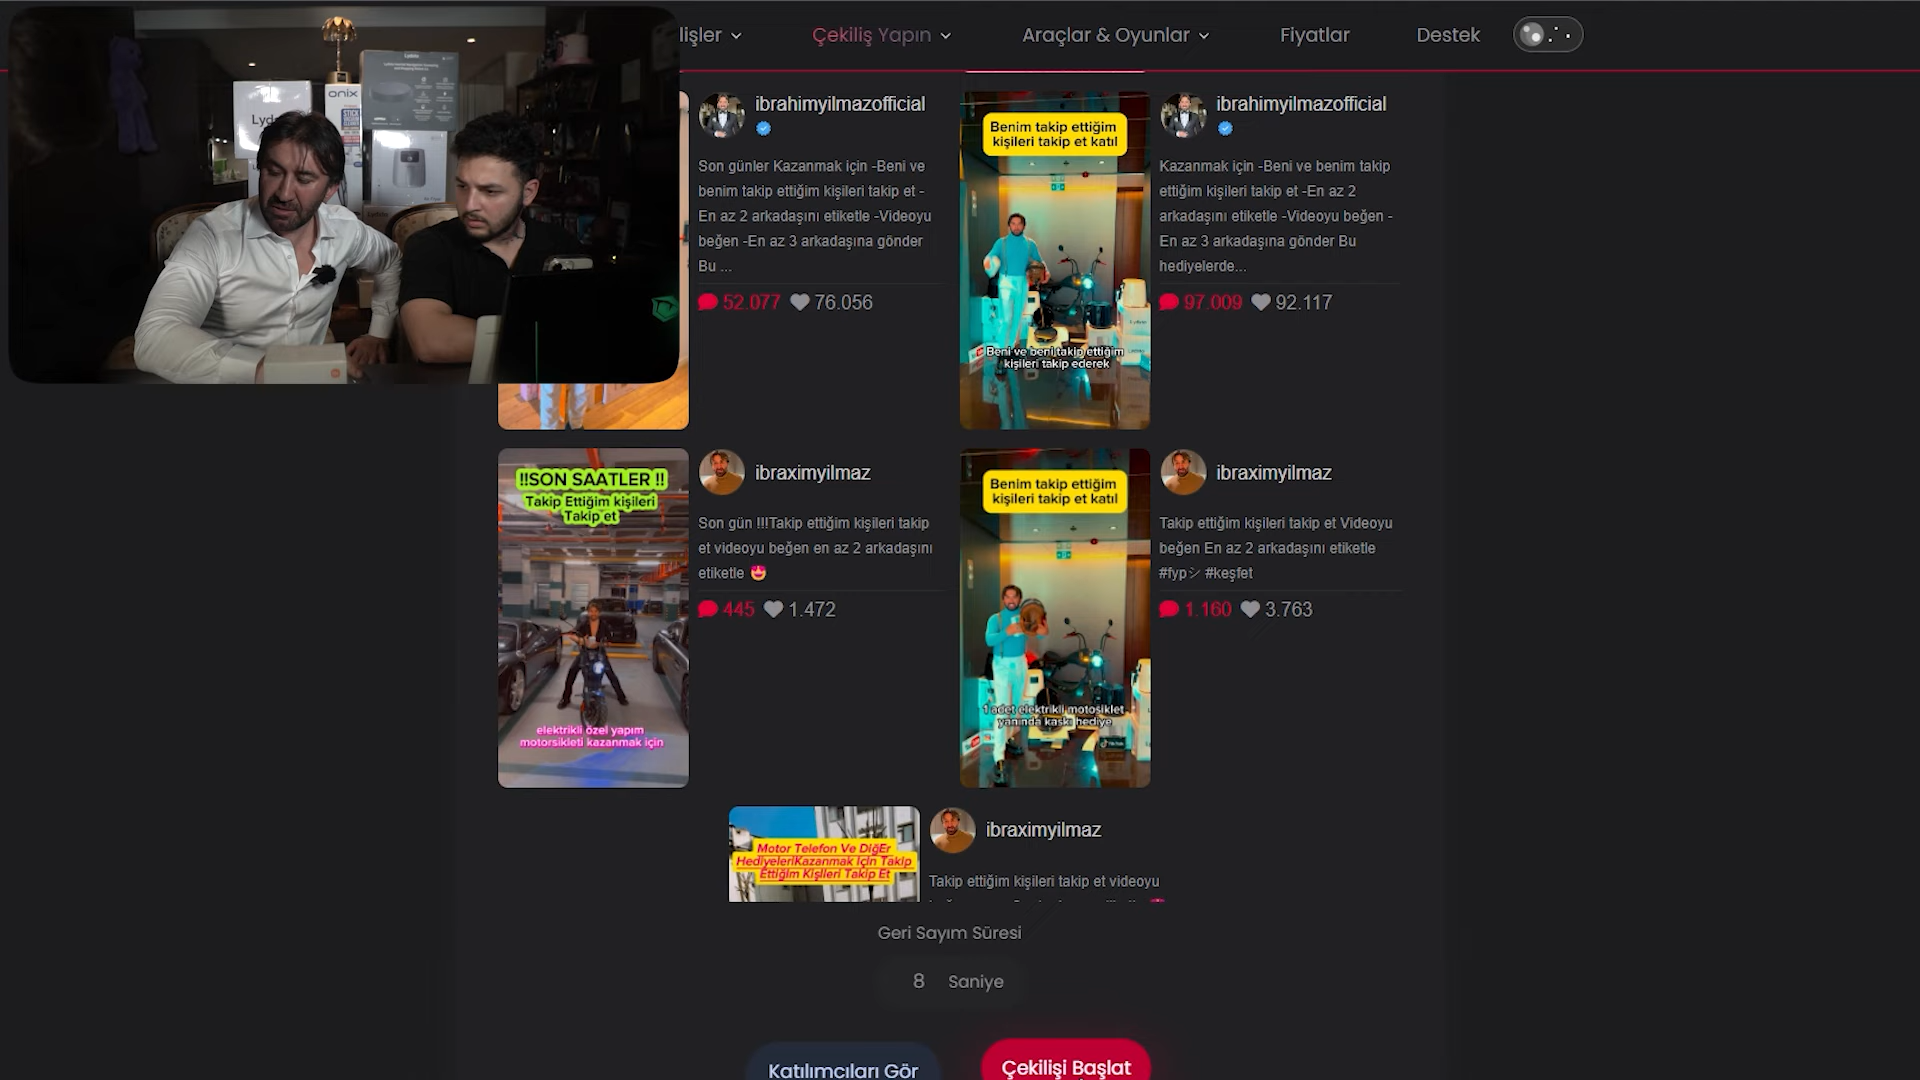 lişler
Çekiliş Yapın
Araçlar & Oyunlar
Fiyatlar
Destek
onix
ibrahimyilmazofficial
Son günler Kazanmak için -Beni ve
benim takip ettiğim kişileri takip et -
En az 2 arkadaşını etiketle -Videoyu
beğen -En az 3 arkadaşına gönder
Bu ...
52.077 76.056
Benim takip ettiğim
kişileri takip et katıl
Beni ve beni takip ettiğim
kişileri takip ederek
ibrahimyilmazofficial
Kazanmak için -Beni ve benim takip
ettiğim kişileri takip et -En az 2
arkadaşını etiketle -Videoyu beğen -
En az 3 arkadaşına gönder Bu
hediyelerde...
97.009 92.117
!!SON SAATLER !!
Takip Ettiğim kişileri
Takip et
elektrikli özel yapım
motorsikleti kazanmak için
ibraximyilmaz
Son gün !!!Takip ettiğim kişileri takip
et videoyu beğen en az 2 arkadaşını
etiketle 😍
445 1.472
Benim takip ettiğim
kişileri takip et katıl
1 adet elektrikli motosiklet
yanında kaskı hediye
ibraximyilmaz
Takip ettiğim kişileri takip et Videoyu
beğen En az 2 arkadaşını etiketle
#fypシ #keşfet
1.160 3.763
Motor Telefon Ve DiğEr
HediyeleriKazanmak İçin Takip
Ettiğim Kişileri Takip Et
ibraximyilmaz
Takip ettiğim kişileri takip et videoyu
Geri Sayım Süresi
8 Saniye
Katılımcıları Gör
Çekilişi Başlat